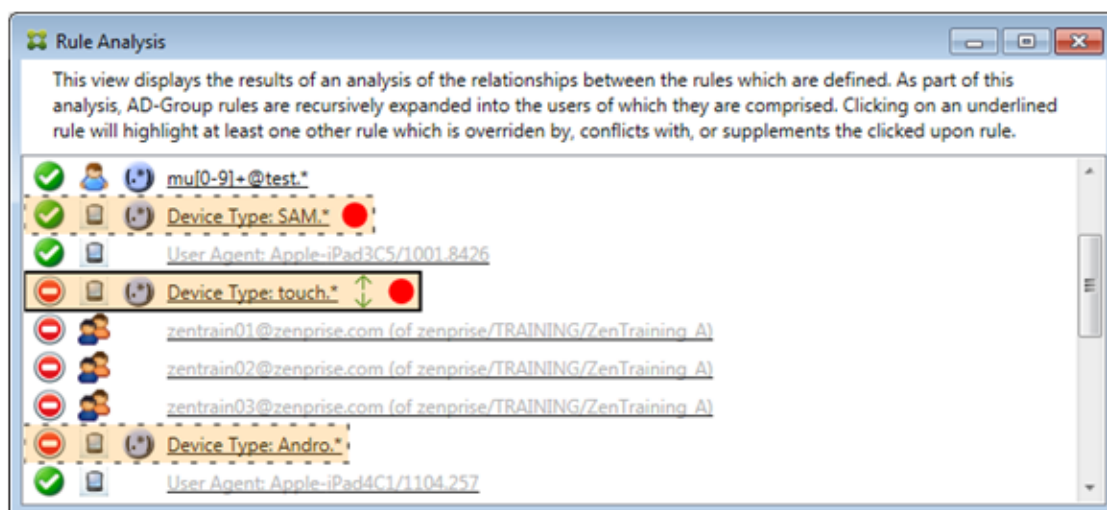 Rule Analysis
This view displays the results of an analysis of the relationships between the rules which are defined. As part of this
analysis, AD-Group rules are recursively expanded into the users of which they are comprised. Clicking on an underlined
rule will highlight at least one other rule which is overriden by, conflicts with, or supplements the clicked upon rule.
(.*) mu[0-9]+@test.*
(.*) Device Type: SAM.*
User Agent: Apple-iPad3C5/1001.8426
(.*) Device Type: touch.*
zentrain01@zenprise.com (of zenprise/TRAINING/ZenTraining A)
zentrain02@zenprise.com (of zenprise/TRAINING/ZenTraining A)
zentrain03@zenprise.com (of zenprise/TRAINING/ZenTraining A)
(.*) Device Type: Andro.*
User Agent: Apple-iPad4C1/1104.257